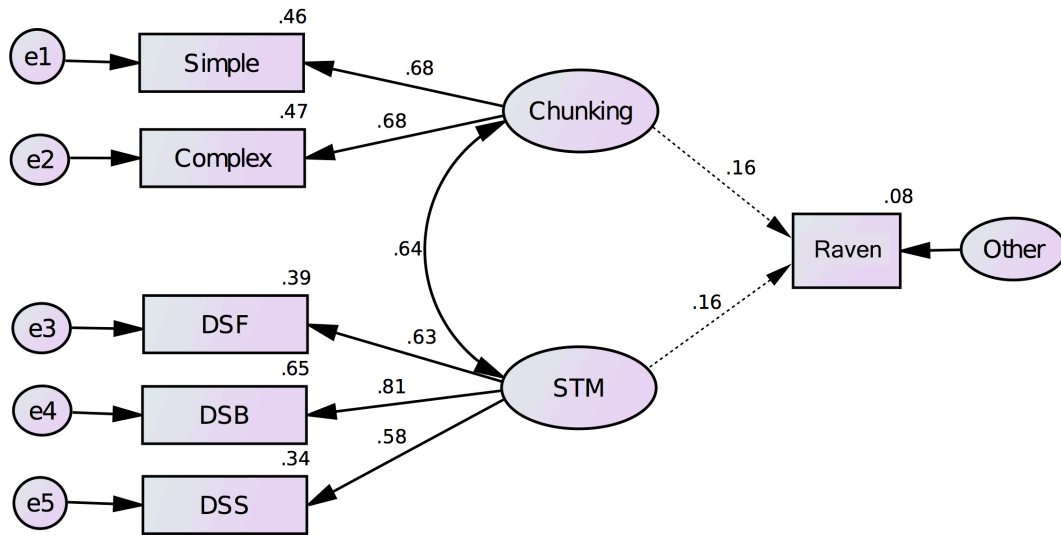 .46
e1
Simple
.68
Chunking
.47
e2
Complex
.68
.16
.08
.64
Raven
Other
.39
e3
DSF
.63
.16
.65
e4
DSB
.81
STM
.58
.34
e5
DSS